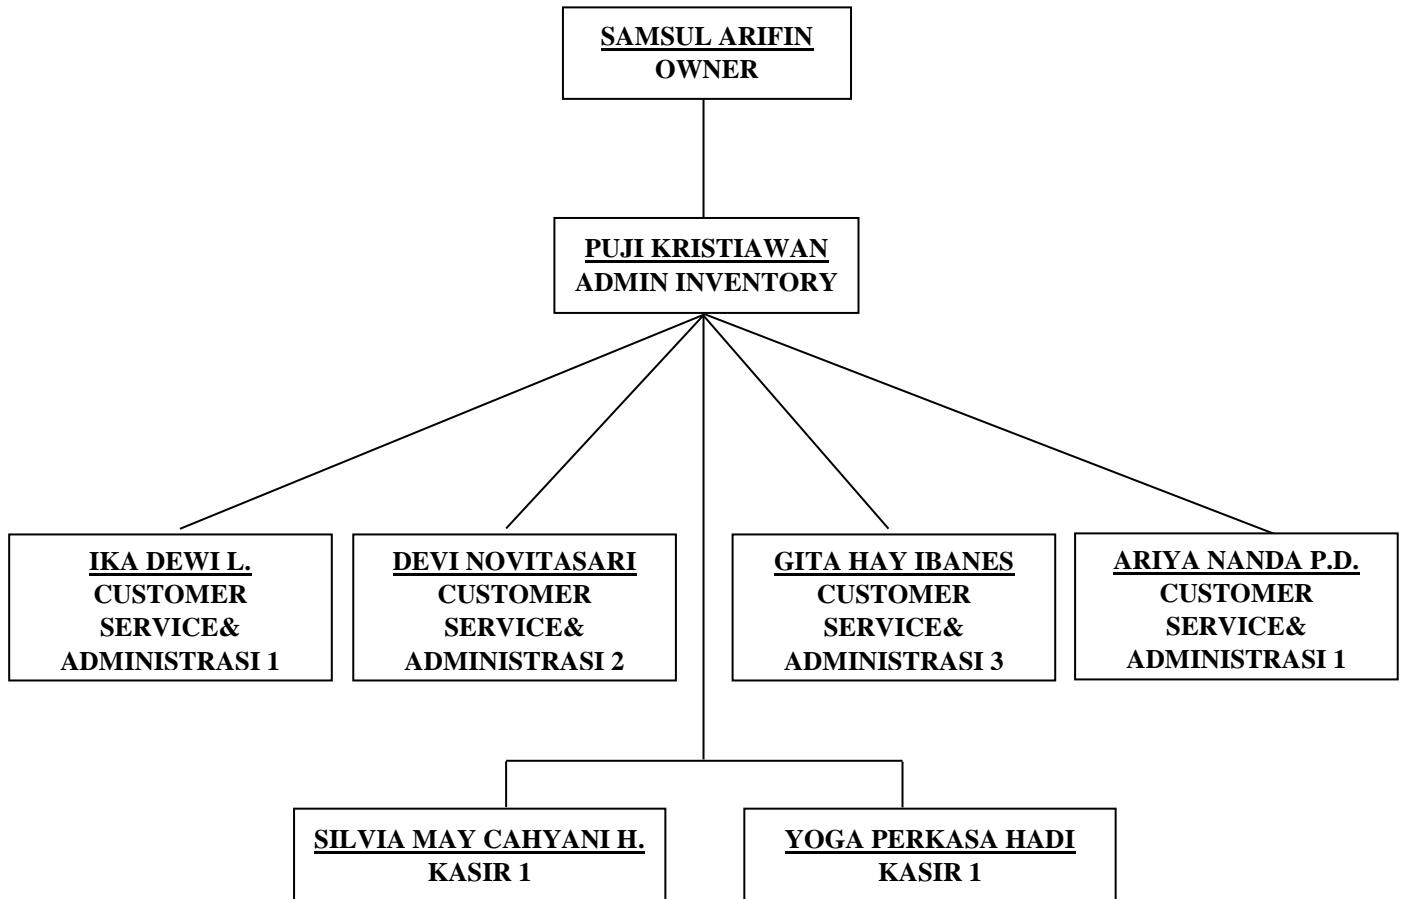 SAMSUL ARIFIN
OWNER
PUJI KRISTIAWAN
ADMIN INVENTORY
IKA DEWI L.
CUSTOMER
SERVICE&
ADMINISTRASI 1
DEVI NOVITASARI
CUSTOMER
SERVICE&
ADMINISTRASI 2
GITA HAY IBANES
CUSTOMER
SERVICE&
ADMINISTRASI 3
ARIYA NANDA P.D.
CUSTOMER
SERVICE&
ADMINISTRASI 1
SILVIA MAY CAHYANI H.
KASIR 1
YOGA PERKASA HADI
KASIR 1